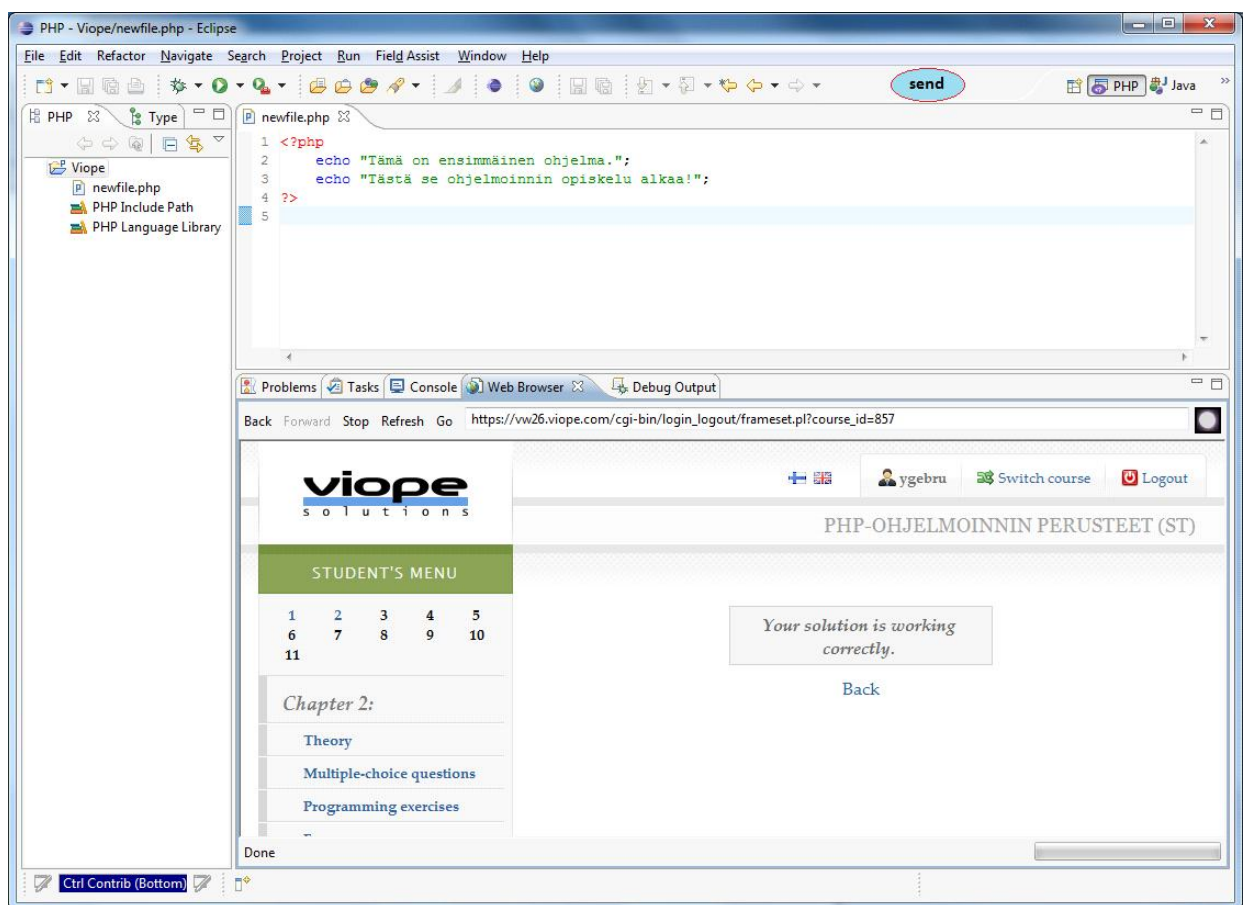 PHP - Viope/newfile.php - Eclipse
File Edit Refactor Navigate Search Project Run Field Assist Window Help
send
PHP Java »
PHP Type
newfile.php
1 <?php
2 echo "Tämä on ensimmäinen ohjelma.";
3 echo "Tästä se ohjelmoinnin opiskelu alkaa!";
4 ?>
5
Viope
newfile.php
PHP Include Path
PHP Language Library
Problems Tasks Console Web Browser Debug Output
Back Forward Stop Refresh Go https://vw26.viope.com/cgi-bin/login_logout/frameset.pl?course_id=857
viope
solutions
ygebru Switch course Logout
PHP-OHJELMOINNIN PERUSTEET (ST)
STUDENT'S MENU
1 2 3 4 5
6 7 8 9 10
11
Chapter 2:
Theory
Multiple-choice questions
Programming exercises
Your solution is working
correctly.
Back
Done
Ctrl Contrib (Bottom)